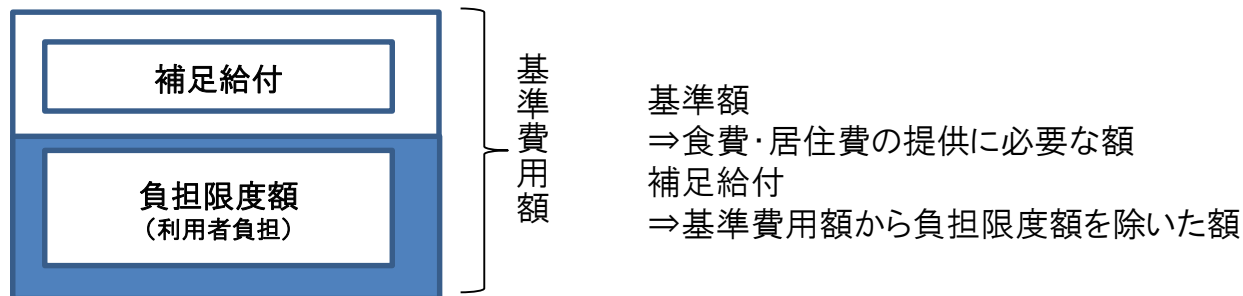 補足給付
負担限度額
（利用者負担）
基準費用額
基準額
⇒食費・居住費の提供に必要な額
補足給付
⇒基準費用額から負担限度額を除いた額